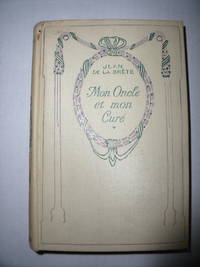 JEAN
DE LA BRÈTE
Mon Oncle
et mon
Curé